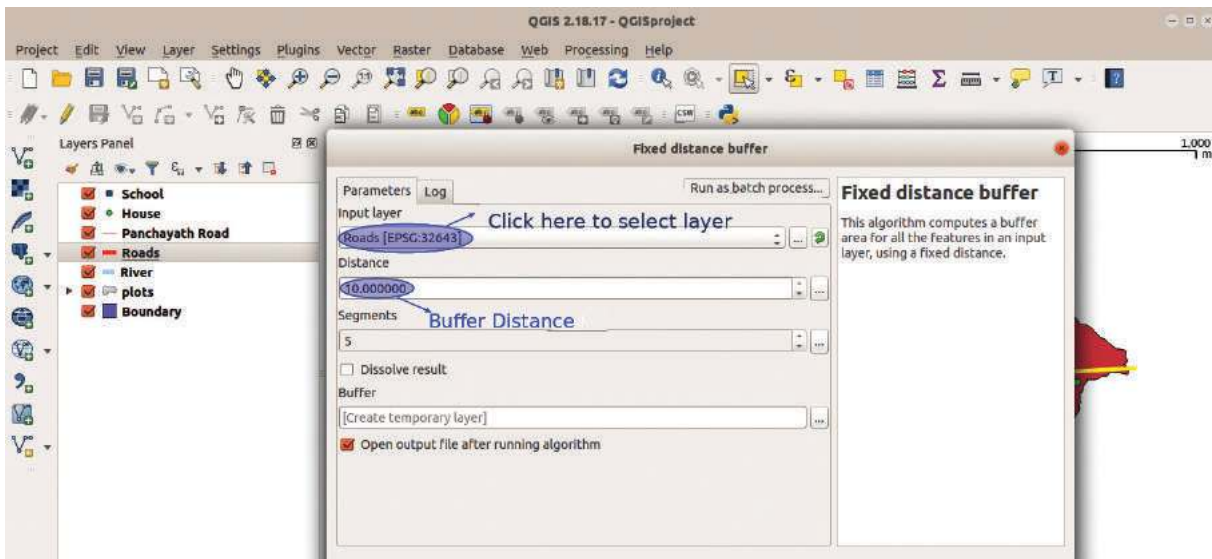 QGIS 2.18.17 - QGISproject
Project Edit View Layer Settings Plugins Vector Raster Database Web Processing Help
Layers Panel
School
House
Panchayath Road
Roads
River
plots
Boundary
Fixed distance buffer
Parameters Log Run as batch process...
Input layer
Click here to select layer
Roads [EPSG:32643]
Distance
10.000000
Segments
Buffer Distance
5
Dissolve result
Buffer
[Create temporary layer]
Open output file after running algorithm
Fixed distance buffer
This algorithm computes a buffer
area for all the features in an input
layer, using a fixed distance.
1,000
m